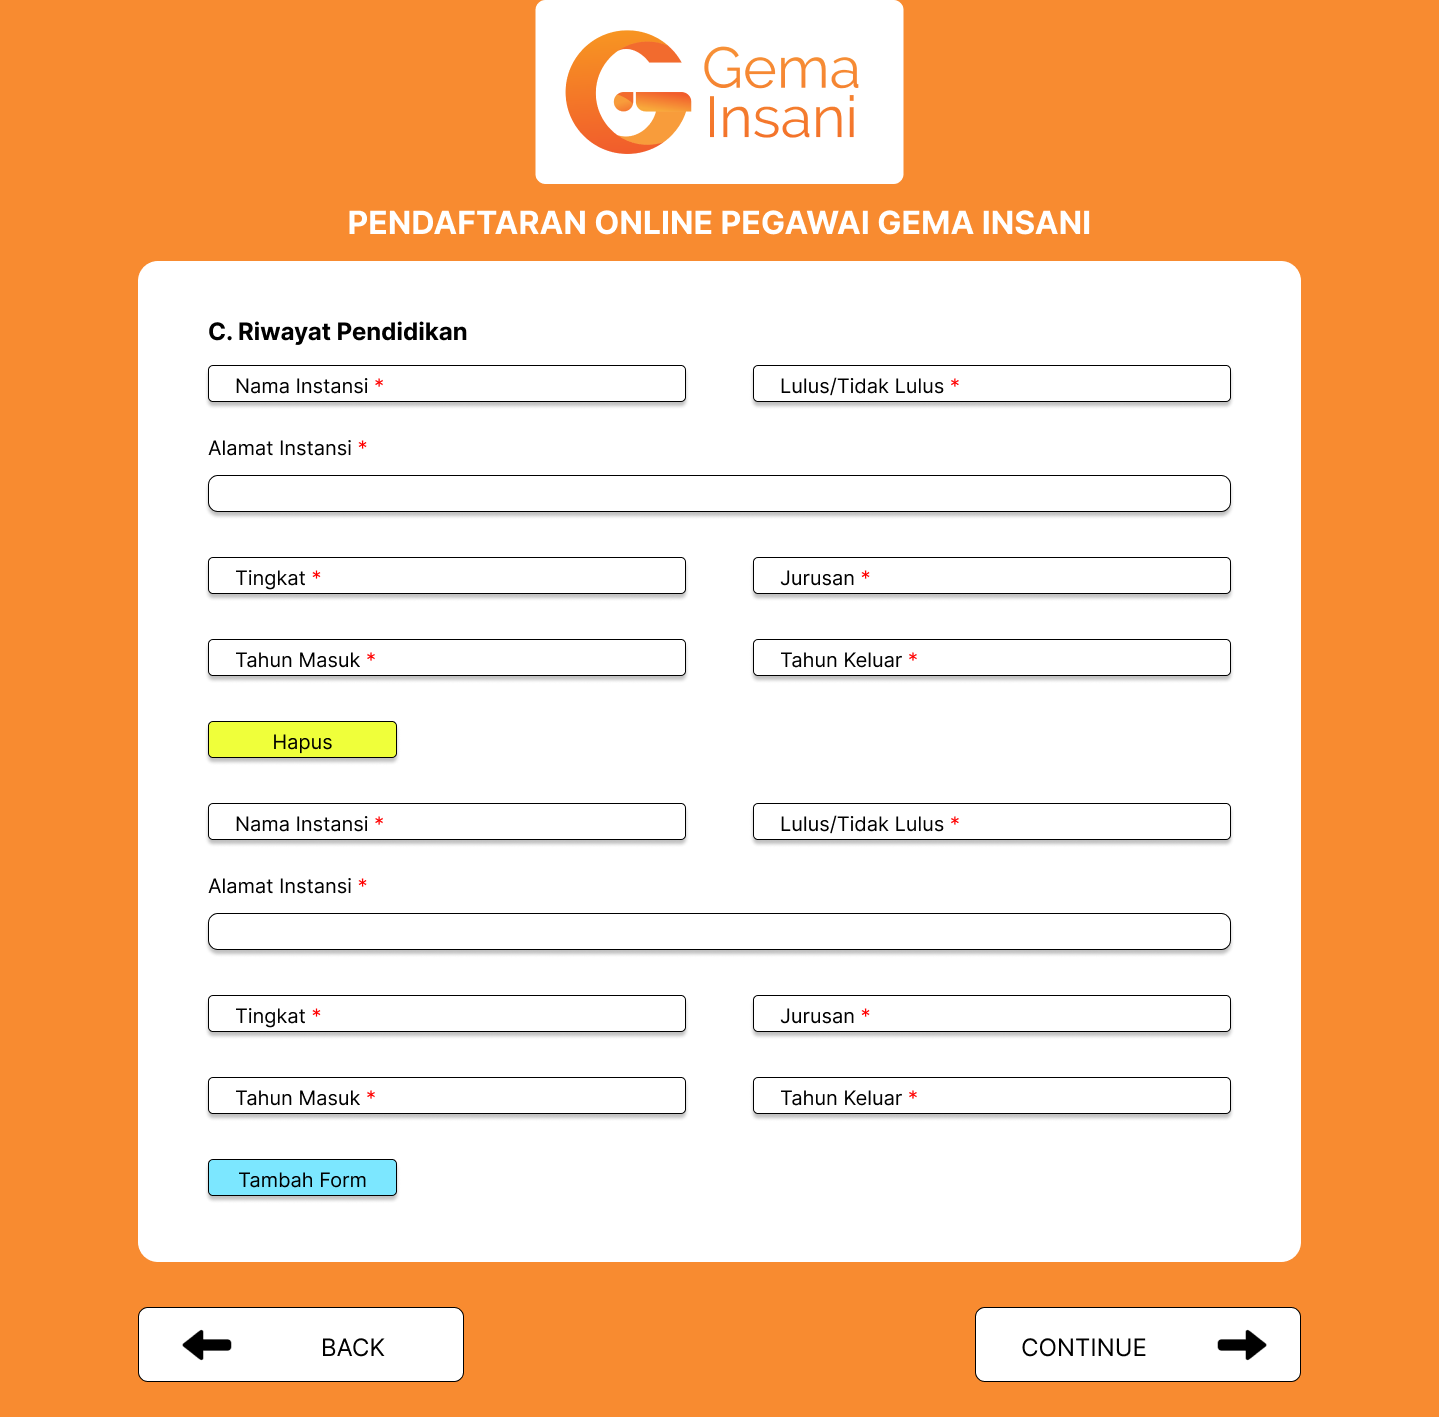 Gema
Insani
PENDAFTARAN ONLINE PEGAWAI GEMA INSANI
C. Riwayat Pendidikan
Nama Instansi * Lulus/Tidak Lulus *
Alamat Instansi *
Tingkat * Jurusan *
Tahun Masuk * Tahun Keluar *
Hapus
Nama Instansi * Lulus/Tidak Lulus *
Alamat Instansi *
Tingkat * Jurusan *
Tahun Masuk * Tahun Keluar *
Tambah Form
BACK CONTINUE